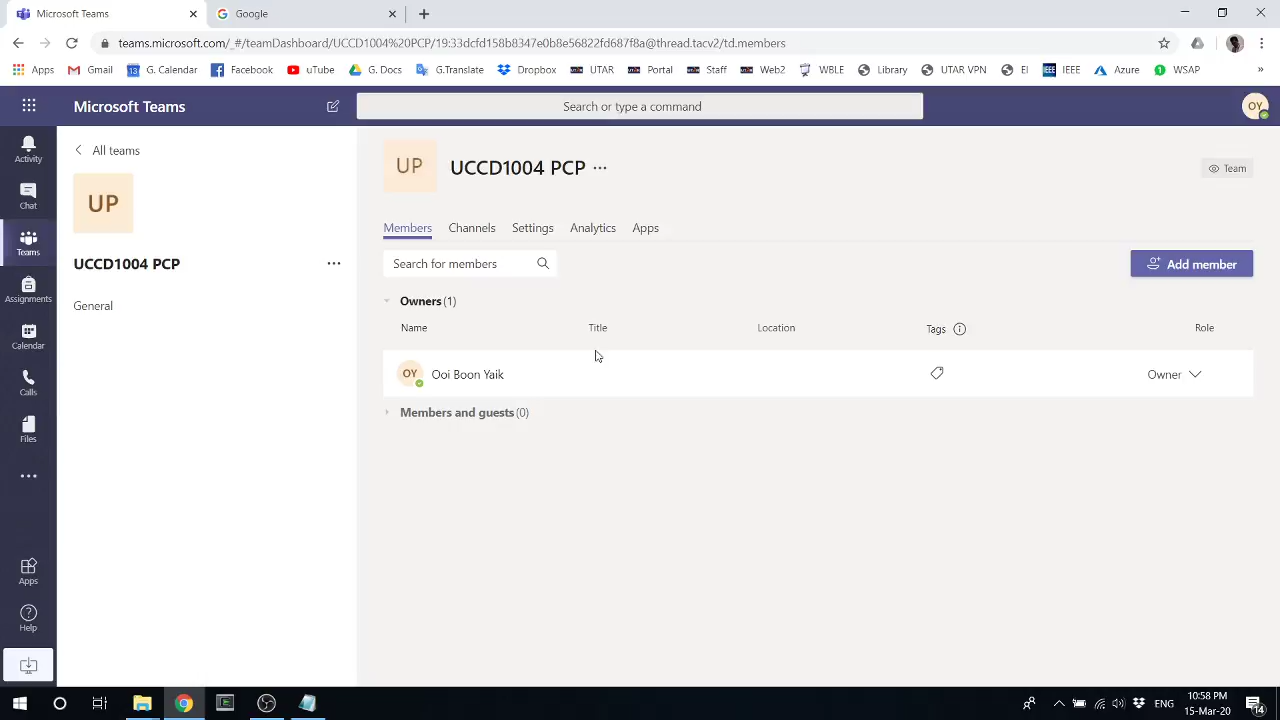 Microsoft Teams
Google
teams.microsoft.com/_#/teamDashboard/UCCD1004%20PCP/19:33dcfd158b8347e0b8e56822fd687f8a@thread.tacv2/td.members
Apps
Gmail
G. Calendar
Facebook
uTube
G. Docs
G.Translate
Dropbox
UTAR
Portal
Staff
Web2
WBLE
Library
UTAR VPN
EI
IEEE
Azure
WSAP
Microsoft Teams
Search or type a command
OY
Activity
Chat
Teams
Assignments
Calendar
Calls
Files
Apps
Help
All teams
UP
UCCD1004 PCP
General
UP
UCCD1004 PCP
Team
Members Channels Settings Analytics Apps
Search for members
Add member
Owners (1)
Name Title Location Tags Role
OY Ooi Boon Yaik Owner
Members and guests (0)
ENG
10:58 PM
15-Mar-20